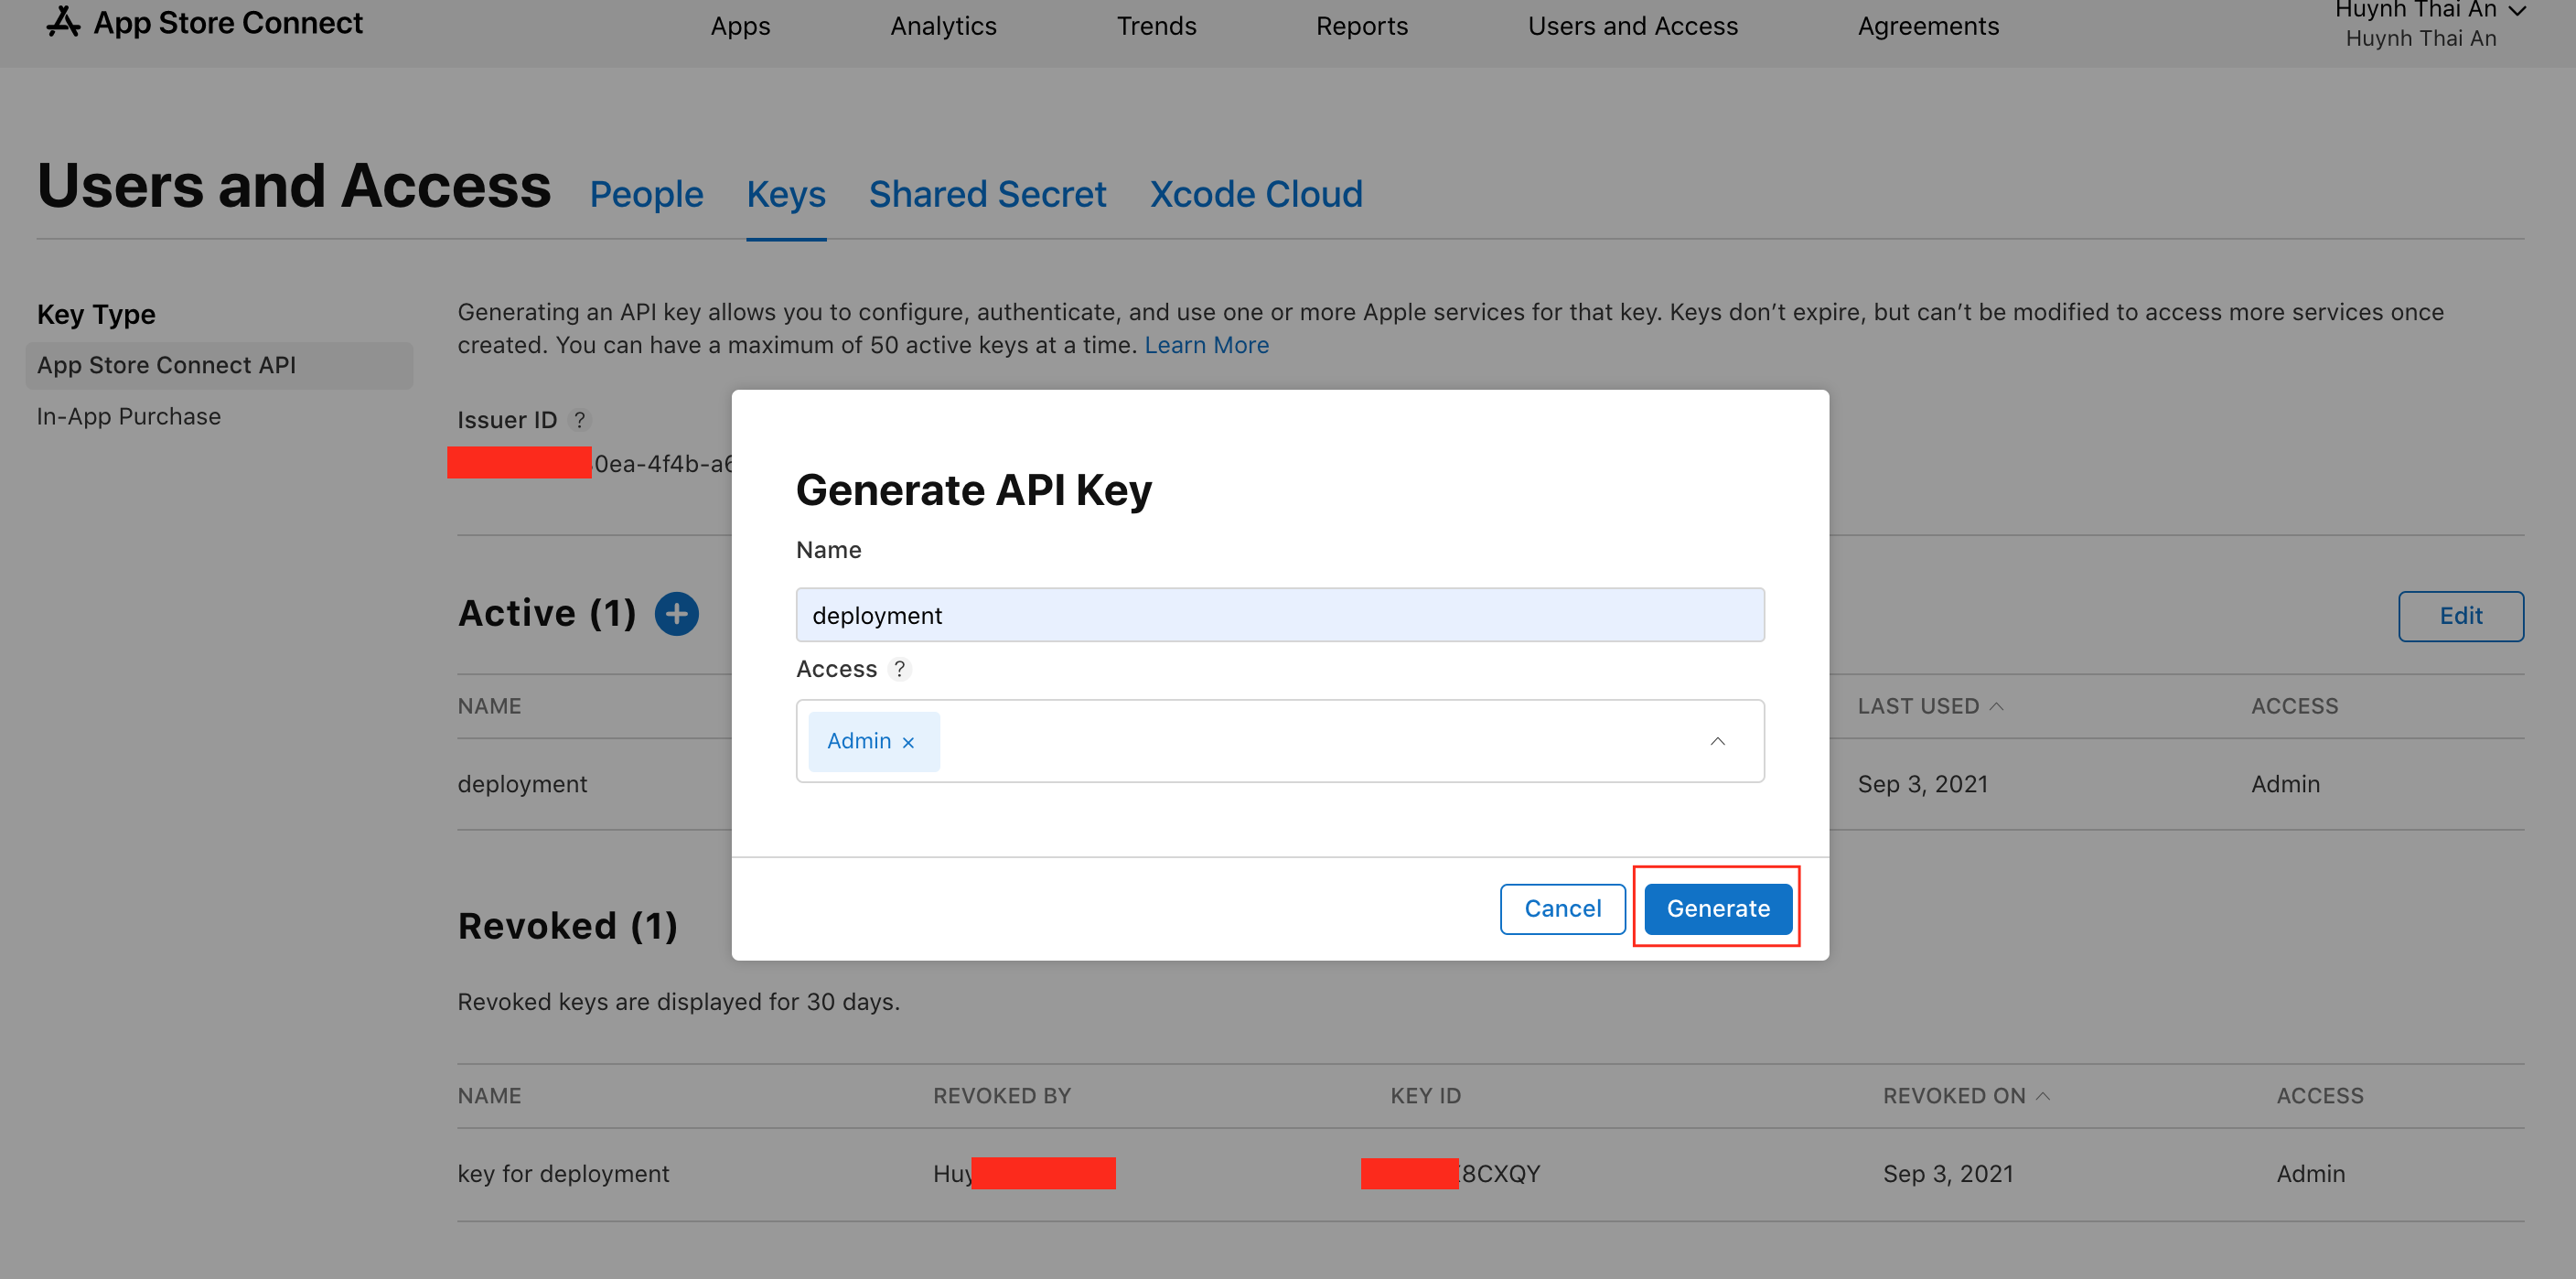 App Store Connect
Apps
Analytics
Trends
Reports
Users and Access
Agreements
Huynh Thai An
Huynh Thai An
Users and Access
People
Keys
Shared Secret
Xcode Cloud
Key Type
App Store Connect API
In-App Purchase
Generating an API key allows you to configure, authenticate, and use one or more Apple services for that key. Keys don’t expire, but can’t be modified to access more services once
created. You can have a maximum of 50 active keys at a time. Learn More
Issuer ID ?
0ea-4f4b-a6
Generate API Key
Name
deployment
Access ?
Admin ×
Cancel
Generate
Active (1) +
Edit
NAME
LAST USED
ACCESS
deployment
Sep 3, 2021
Admin
Revoked (1)
Revoked keys are displayed for 30 days.
NAME
REVOKED BY
KEY ID
REVOKED ON
ACCESS
key for deployment
Huy
8CXQY
Sep 3, 2021
Admin